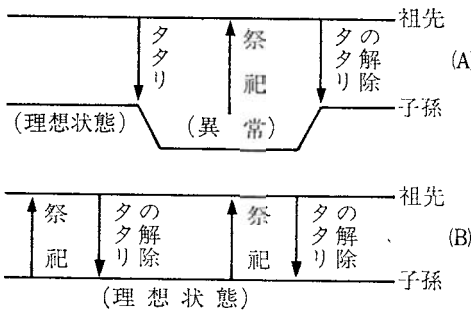 祖先
タタリ
祭祀
タタリの解除
(A)
(理想状態)
(異常)
子孫
祖先
祭祀
タタリの解除
祭祀
タタリの解除
(B)
子孫
(理想状態)